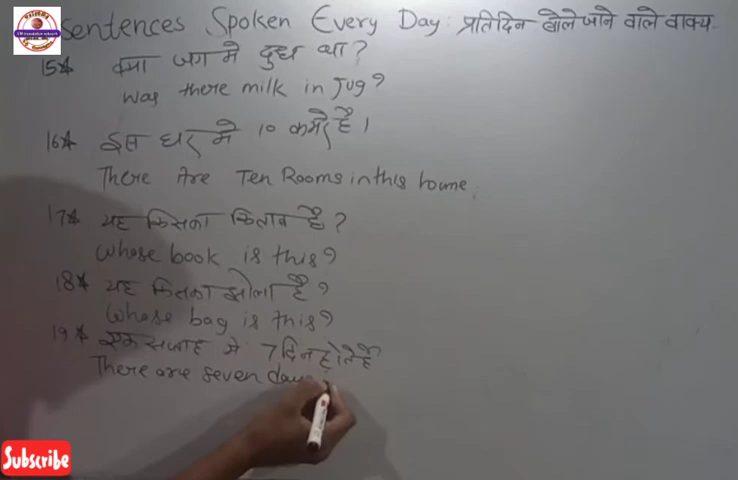 Sentences Spoken Every Day: प्रतिदिन बोले जाने वाले वाक्य
15* क्या जग मे दुध था?
Was there milk in Jug?
16* इस घर मे 10 कमरे है।
There Are Ten Rooms in this home.
17* यह किसका किताब है?
Whose book is this?
18* यह किसका झोला है?
Whose bag is this?
19* एक सप्ताह मे 7 दिन होते है
There are seven day
Subscribe